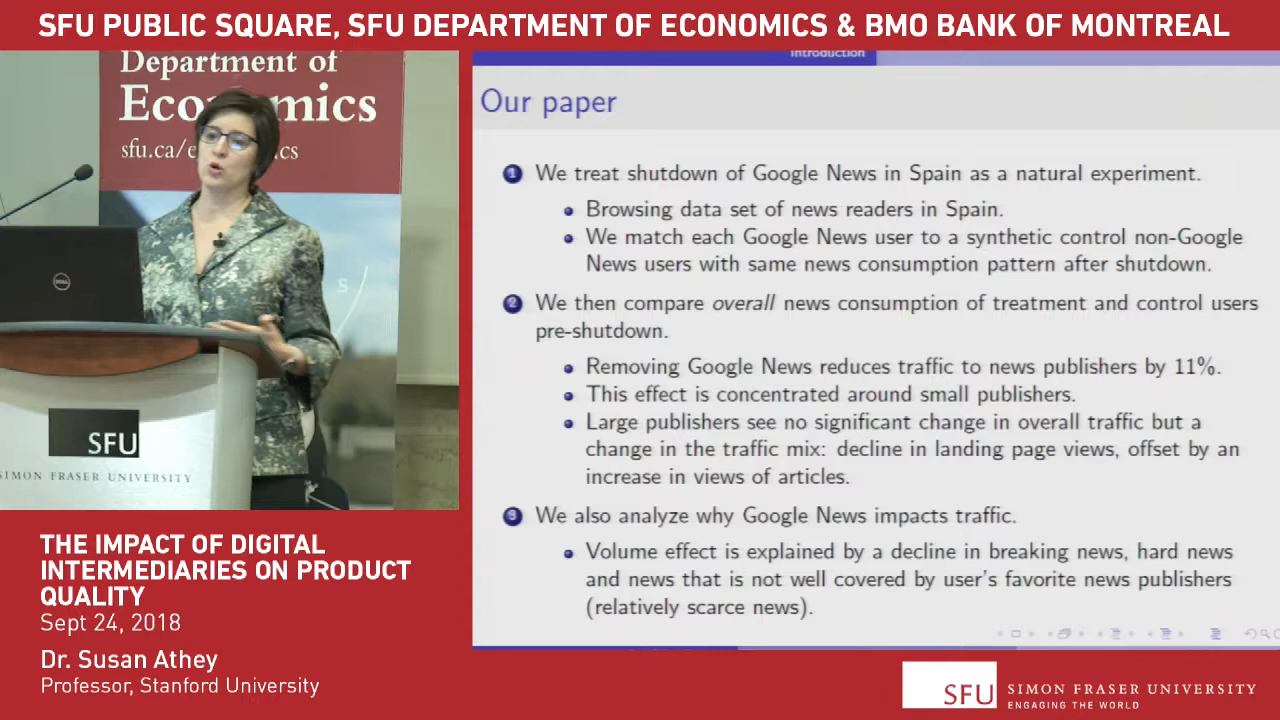 SFU PUBLIC SQUARE, SFU DEPARTMENT OF ECONOMICS & BMO BANK OF MONTREAL
Department of
Economics
sfu.ca/e cs
S
DELL
SFU
SIMON FRASER UNIVERSITY
Introduction
Our paper
1 We treat shutdown of Google News in Spain as a natural experiment.
• Browsing data set of news readers in Spain.
• We match each Google News user to a synthetic control non-Google
News users with same news consumption pattern after shutdown.
2 We then compare overall news consumption of treatment and control users
pre-shutdown.
• Removing Google News reduces traffic to news publishers by 11%.
• This effect is concentrated around small publishers.
• Large publishers see no significant change in overall traffic but a
change in the traffic mix: decline in landing page views, offset by an
increase in views of articles.
3 We also analyze why Google News impacts traffic.
• Volume effect is explained by a decline in breaking news, hard news
and news that is not well covered by user's favorite news publishers
(relatively scarce news).
THE IMPACT OF DIGITAL
INTERMEDIARIES ON PRODUCT
QUALITY
Sept 24, 2018
Dr. Susan Athey
Professor, Stanford University
SFU
SIMON FRASER UNIVERSITY
ENGAGING THE WORLD